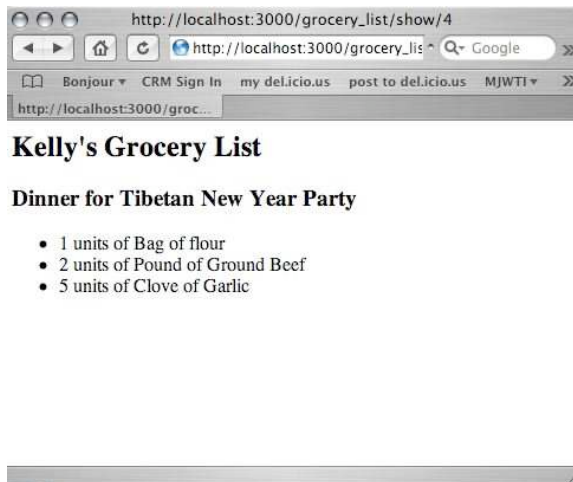 http://localhost:3000/grocery_list/show/4
http://localhost:3000/grocery_lis Google
Bonjour CRM Sign In my del.icio.us post to del.icio.us MJWTI
http://localhost:3000/groc...
Kelly's Grocery List
Dinner for Tibetan New Year Party
• 1 units of Bag of flour
• 2 units of Pound of Ground Beef
• 5 units of Clove of Garlic